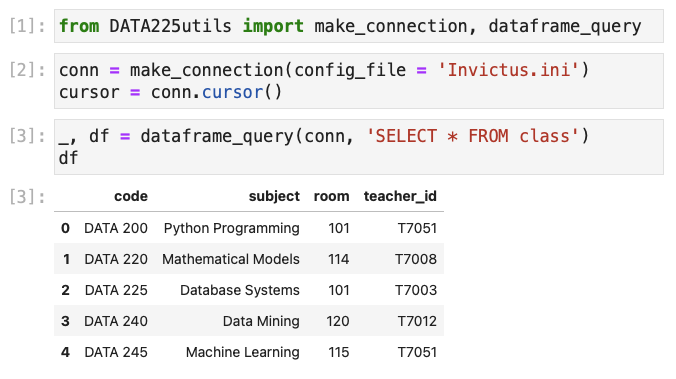 [1]: from DATA225utils import make_connection, dataframe_query
[2]: conn = make_connection(config_file = 'Invictus.ini')
cursor = conn.cursor()
[3]: _, df = dataframe_query(conn, 'SELECT * FROM class')
df
[3]: code subject room teacher_id
0 DATA 200 Python Programming 101 T7051
1 DATA 220 Mathematical Models 114 T7008
2 DATA 225 Database Systems 101 T7003
3 DATA 240 Data Mining 120 T7012
4 DATA 245 Machine Learning 115 T7051